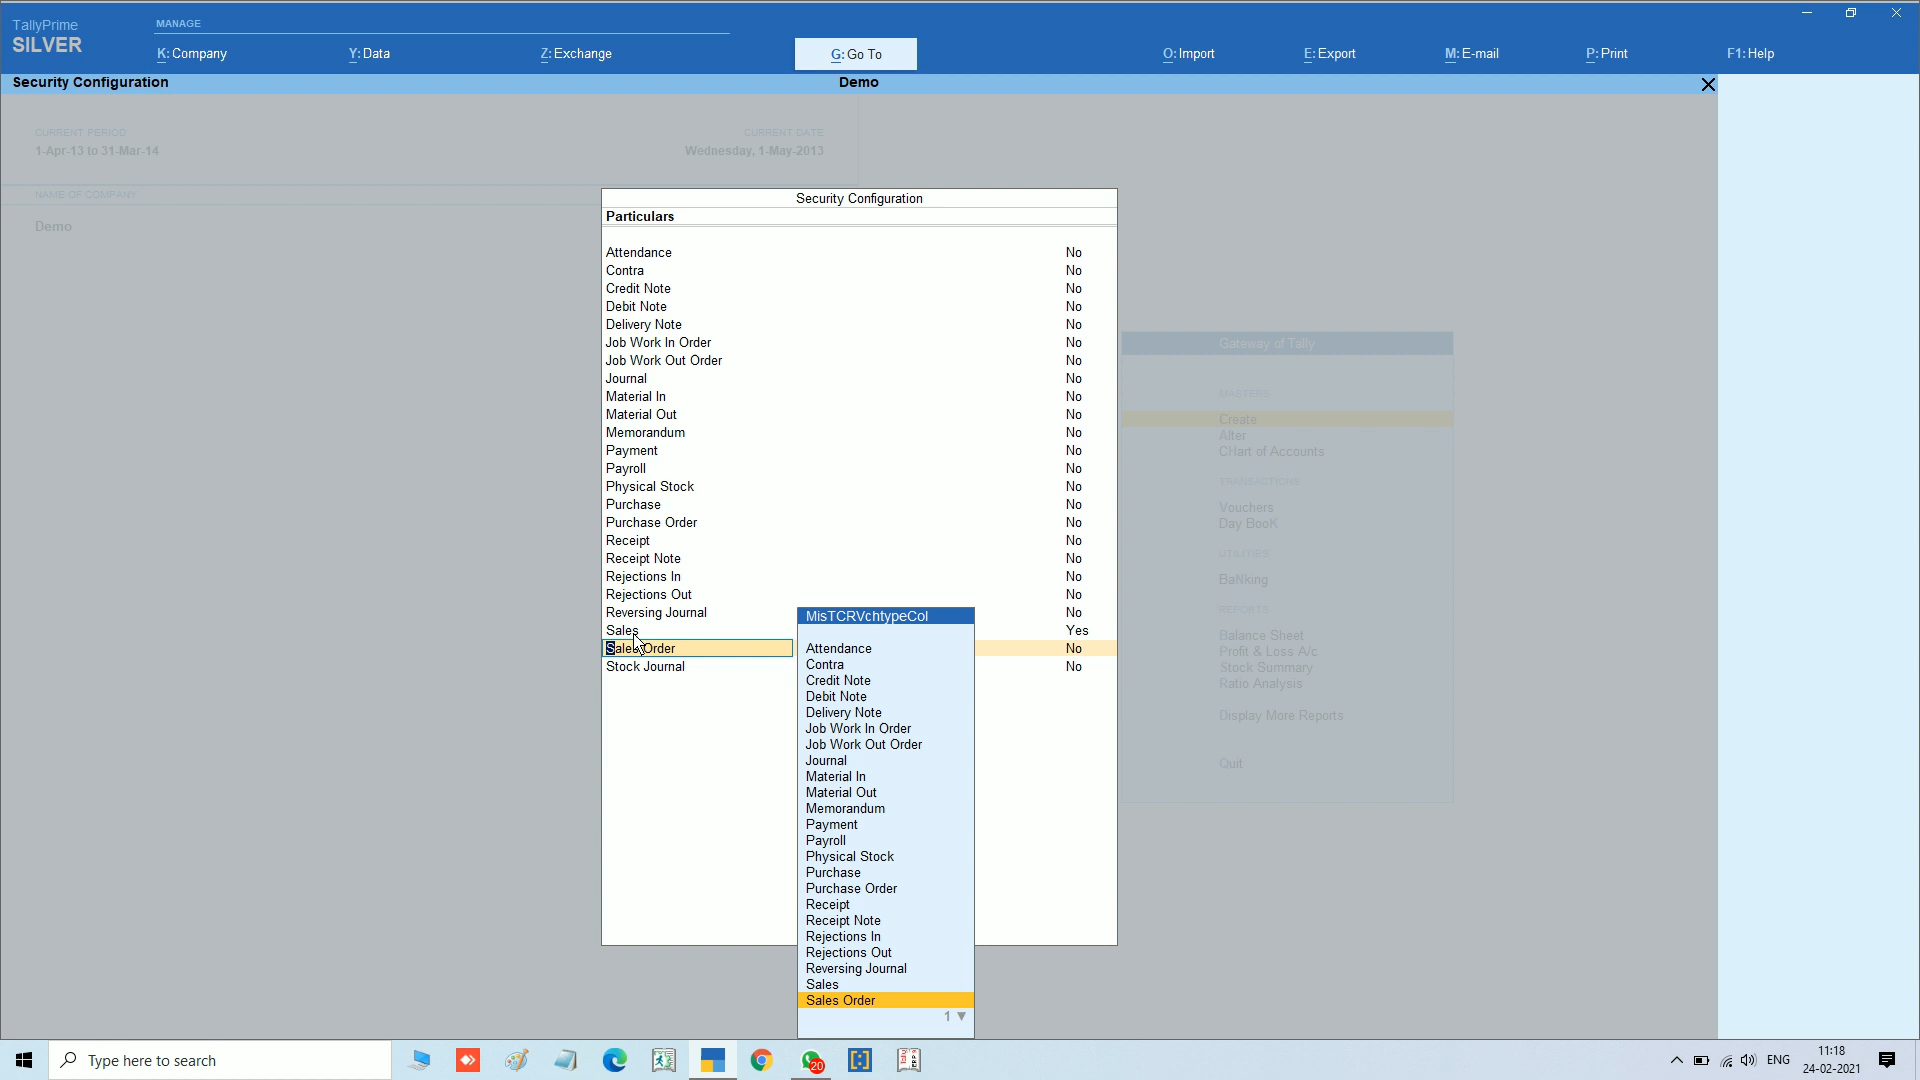 TallyPrime
SILVER
MANAGE
K: Company
Y: Data
Z: Exchange
G: Go To
O: Import
E: Export
M: E-mail
P: Print
F1: Help
Security Configuration
Demo
CURRENT PERIOD
1-Apr-13 to 31-Mar-14
CURRENT DATE
Wednesday, 1-May-2013
NAME OF COMPANY
Demo
Security Configuration
Particulars
Attendance No
Contra No
Credit Note No
Debit Note No
Delivery Note No
Job Work In Order No
Job Work Out Order No
Journal No
Material In No
Material Out No
Memorandum No
Payment No
Payroll No
Physical Stock No
Purchase No
Purchase Order No
Receipt No
Receipt Note No
Rejections In No
Rejections Out No
Reversing Journal No
Sales Yes
Sales Order No
Stock Journal No
MisTCRVchtypeCol
Attendance
Contra
Credit Note
Debit Note
Delivery Note
Job Work In Order
Job Work Out Order
Journal
Material In
Material Out
Memorandum
Payment
Payroll
Physical Stock
Purchase
Purchase Order
Receipt
Receipt Note
Rejections In
Rejections Out
Reversing Journal
Sales
Sales Order
1 ▼
Gateway of Tally
MASTERS
Create
Alter
CHart of Accounts
TRANSACTIONS
Vouchers
Day BooK
UTILITIES
BaNking
REPORTS
Balance Sheet
Profit & Loss A/c
Stock Summary
Ratio Analysis
Display More Reports
Quit
Type here to search
20
ENG
11:18
24-02-2021